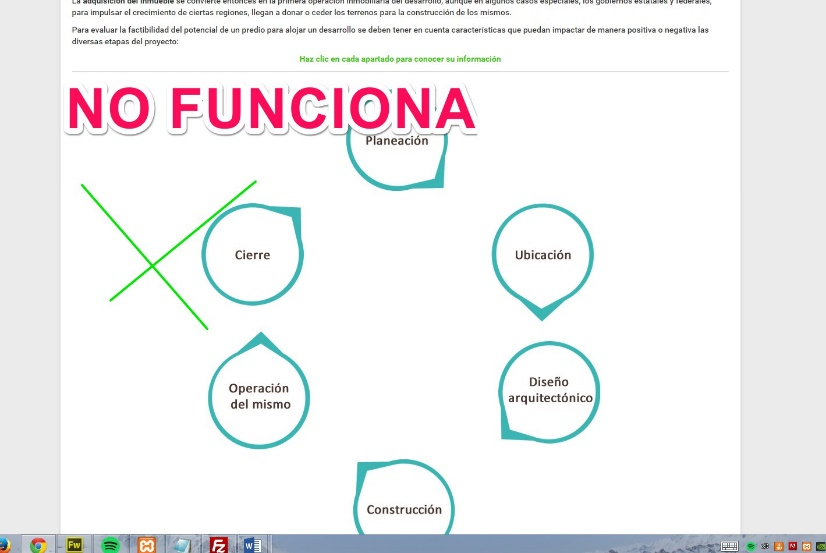 La adquisición del inmueble se convierte entonces en la primera operación inmobiliaria del desarrollo, aunque en algunos casos especiales, los gobiernos estatales y federales,
para impulsar el crecimiento de ciertas regiones, llegan a donar o ceder los terrenos para la construcción de los mismos.
Para evaluar la factibilidad del potencial de un predio para alojar un desarrollo se deben tener en cuenta características que puedan impactar de manera positiva o negativa las
diversas etapas del proyecto:
Haz clic en cada apartado para conocer su información
NO FUNCIONA
Planeación
Cierre
Ubicación
Operación
del mismo
Diseño
arquitectónico
Construcción
Fw
Fz
W